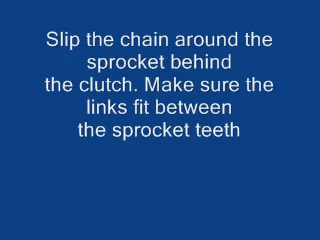 Slip the chain around the
sprocket behind
the clutch. Make sure the
links fit between
the sprocket teeth